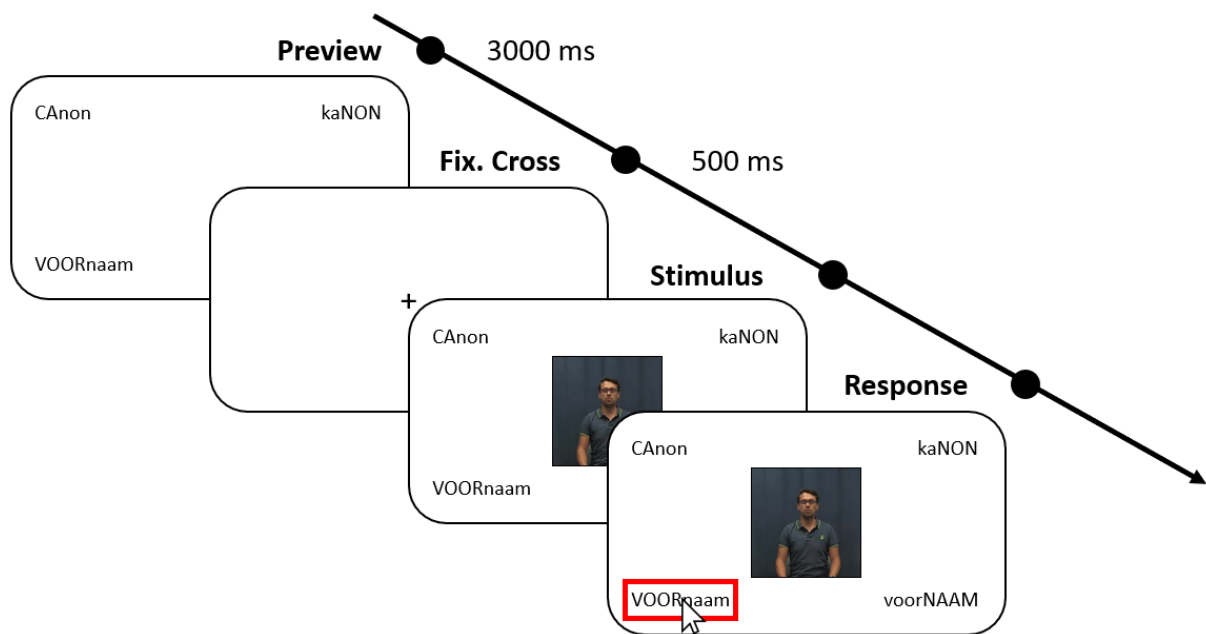 Preview
3000 ms
CAnon kaNON
VOORnaam
Fix. Cross
500 ms
+
Stimulus
CAnon kaNON
VOORnaam
Response
CAnon kaNON
VOORnaam voorNAAM